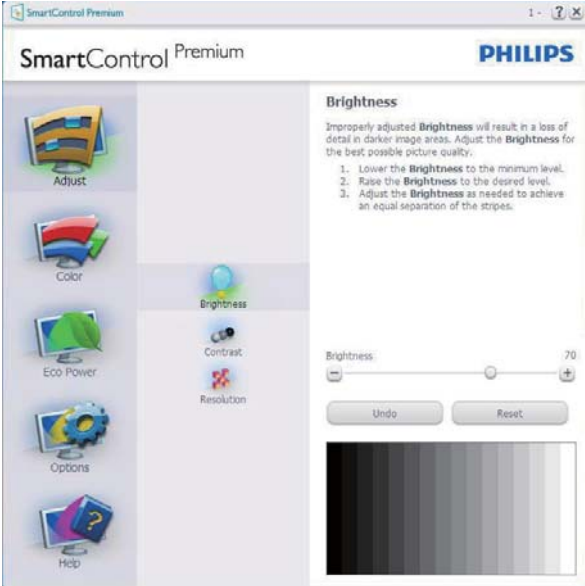 SmartControl Premium
1 - ? X
SmartControl Premium
PHILIPS
Adjust
Color
Eco Power
Options
Help
Brightness
Contrast
Resolution
Brightness
Improperly adjusted Brightness will result in a loss of
detail in darker image areas. Adjust the Brightness for
the best possible picture quality.
1. Lower the Brightness to the minimum level.
2. Raise the Brightness to the desired level.
3. Adjust the Brightness as needed to achieve
an equal separation of the stripes.
Brightness 70
Undo Reset